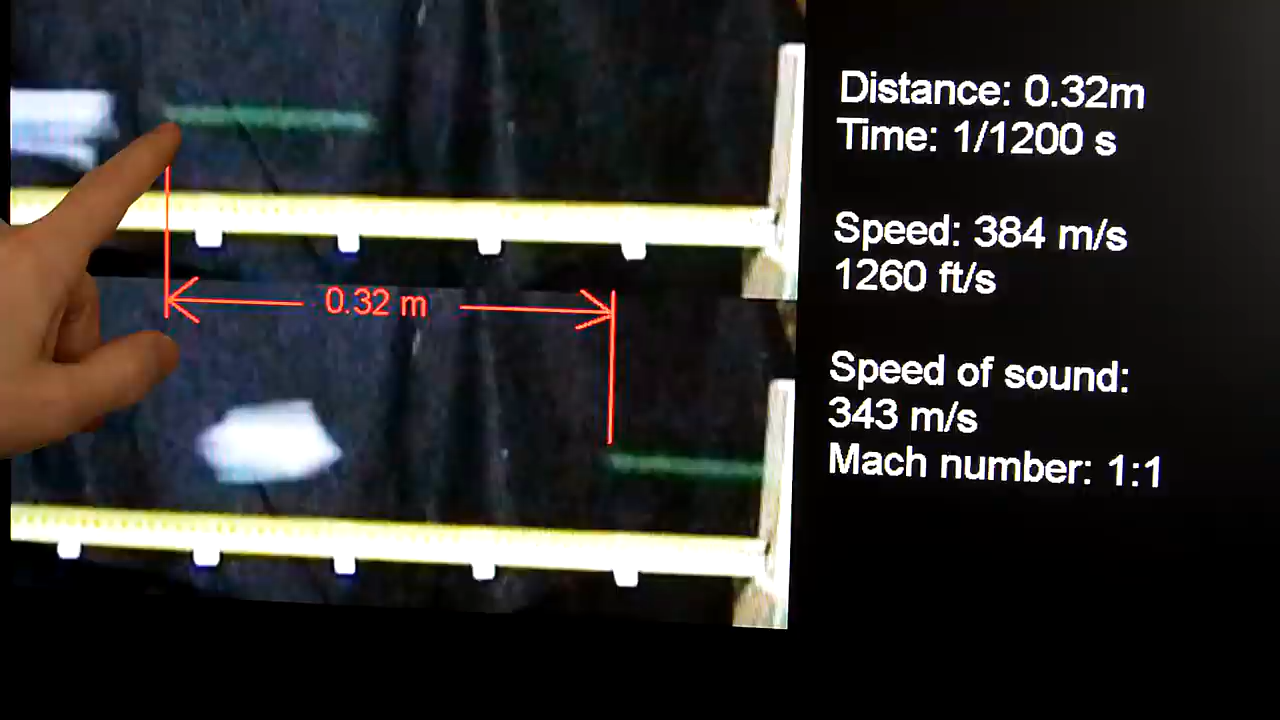 Distance: 0.32m
Time: 1/1200 s
Speed: 384 m/s
1260 ft/s
0.32 m
Speed of sound:
343 m/s
Mach number: 1:1